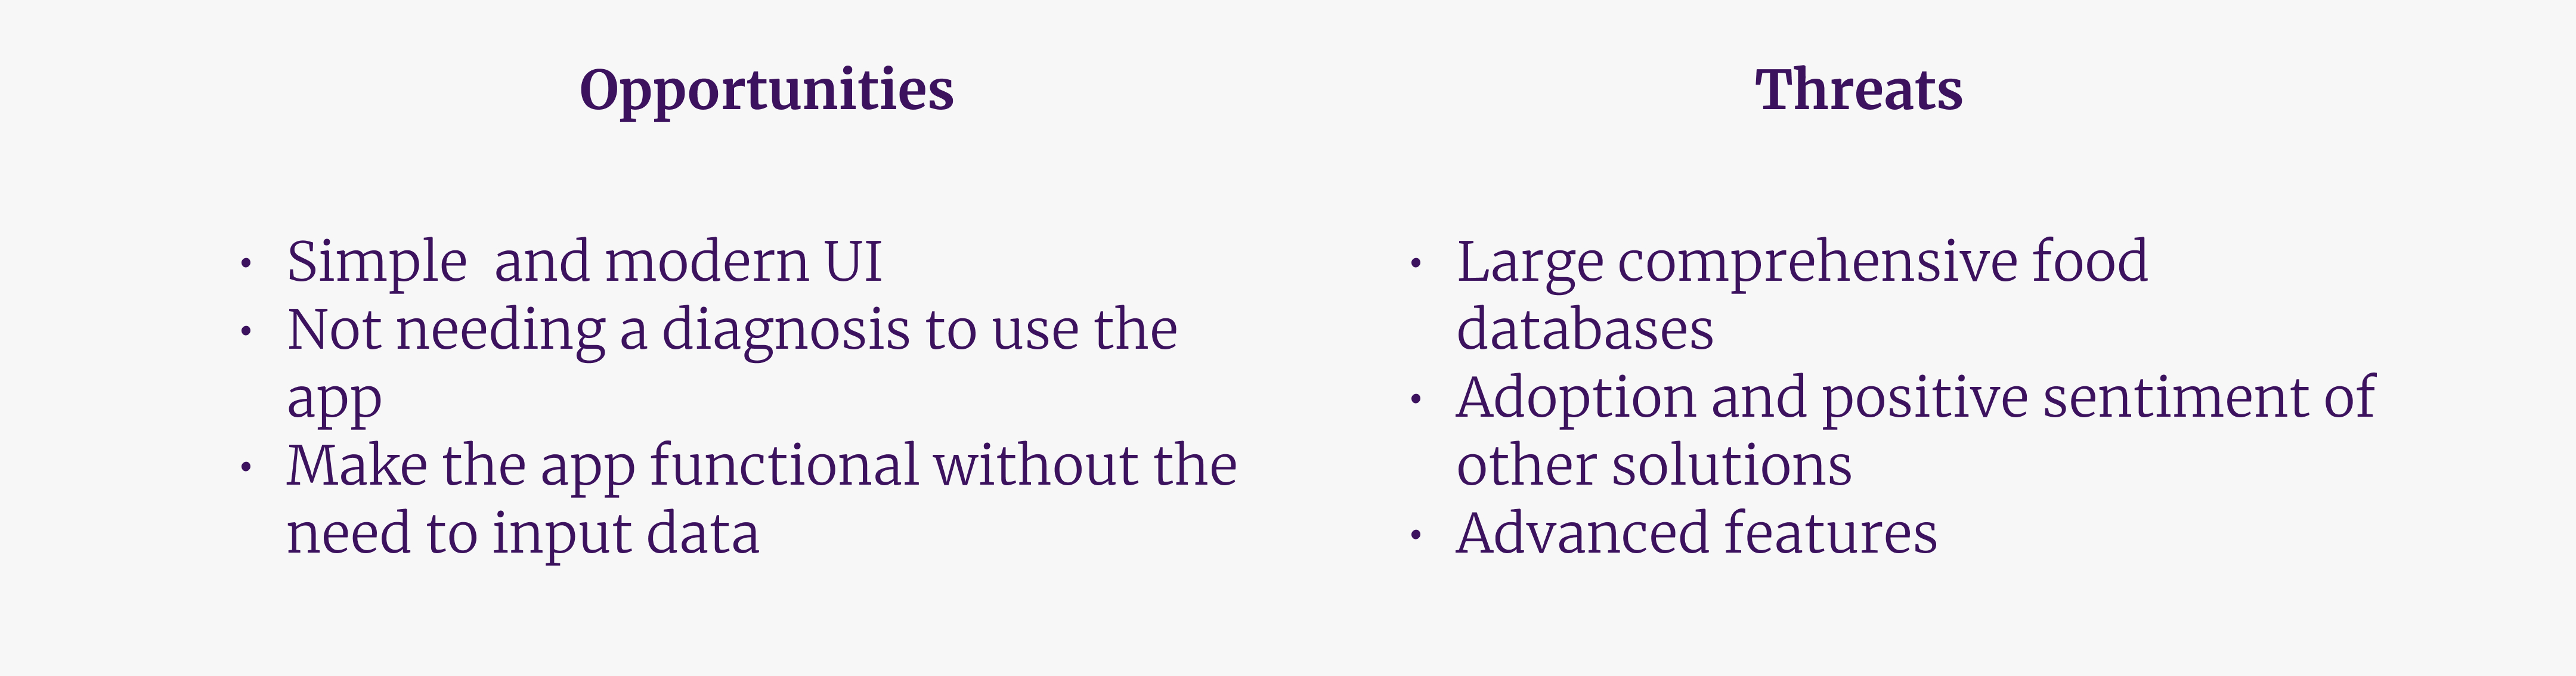 Opportunities
• Simple  and modern UI
• Not needing a diagnosis to use the
app
• Make the app functional without the
need to input data
Threats
• Large comprehensive food
databases
• Adoption and positive sentiment of
other solutions
• Advanced features